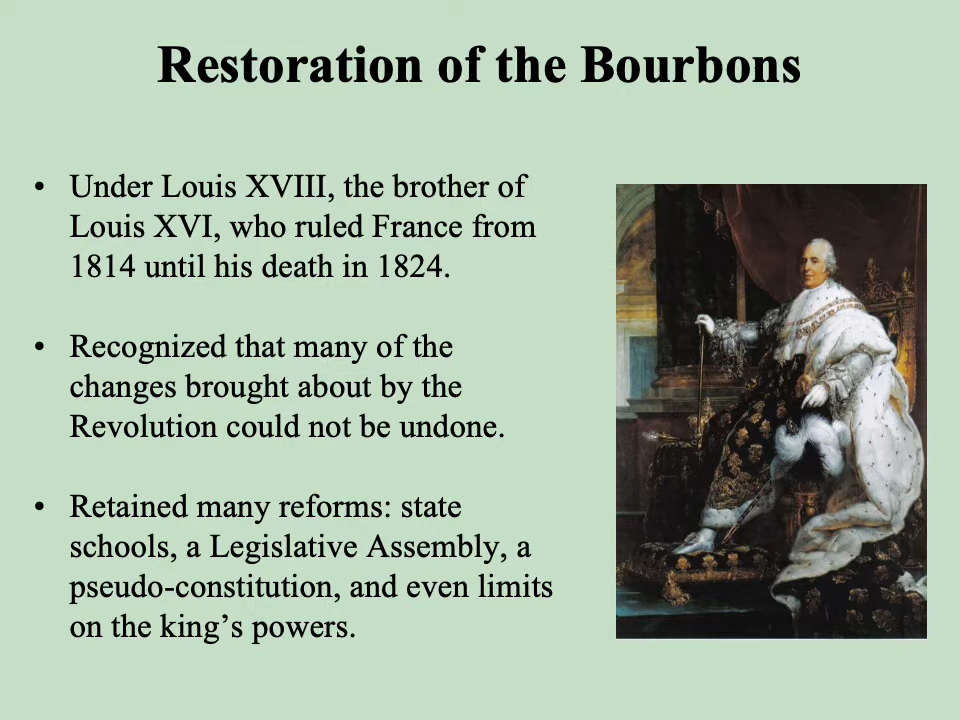 Restoration of the Bourbons
• Under Louis XVIII, the brother of
Louis XVI, who ruled France from
1814 until his death in 1824.
• Recognized that many of the
changes brought about by the
Revolution could not be undone.
• Retained many reforms: state
schools, a Legislative Assembly, a
pseudo-constitution, and even limits
on the king’s powers.